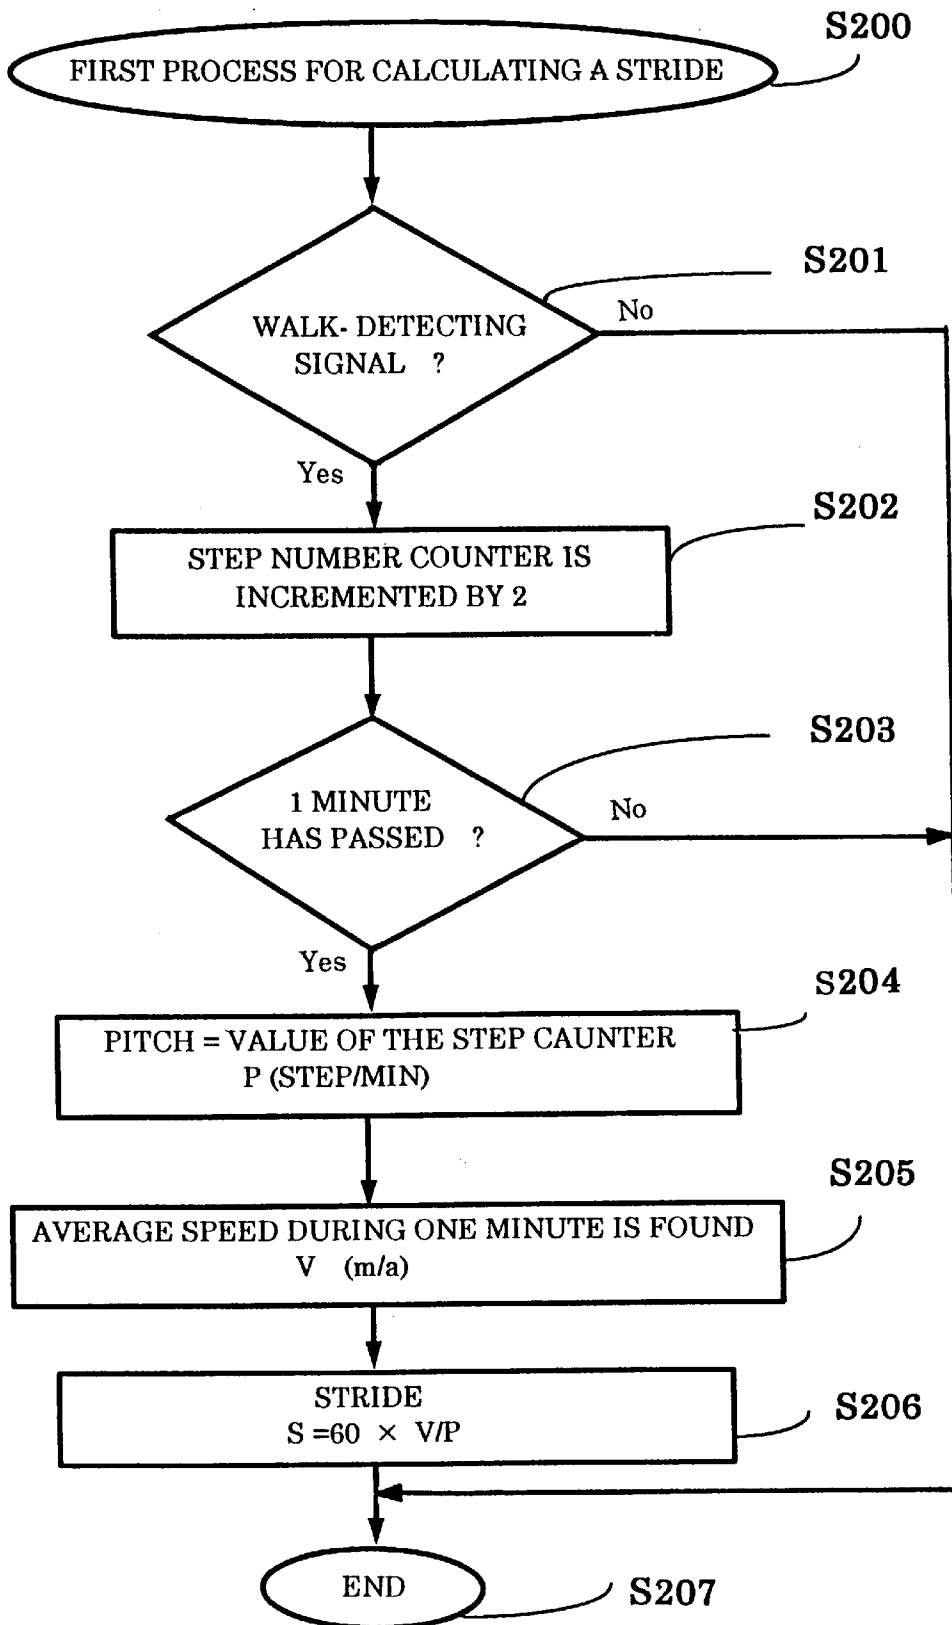 S200
FIRST PROCESS FOR CALCULATING A STRIDE
S201
No
WALK- DETECTING
SIGNAL ?
Yes
S202
STEP NUMBER COUNTER IS
INCREMENTED BY 2
S203
1 MINUTE
HAS PASSED ?
No
Yes
S204
PITCH = VALUE OF THE STEP CAUNTER
P (STEP/MIN)
S205
AVERAGE SPEED DURING ONE MINUTE IS FOUND
V (m/a)
STRIDE
S =60 × V/P
S206
END
S207